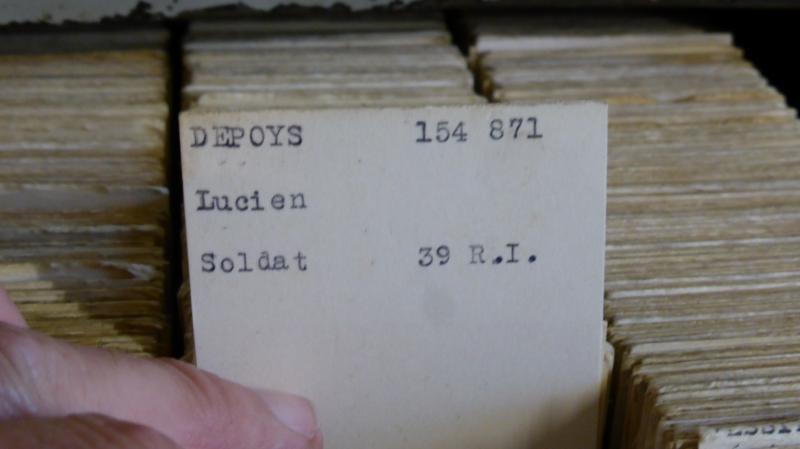 DEPOYS 154 871
Lucien
Soldat 39 R.I.